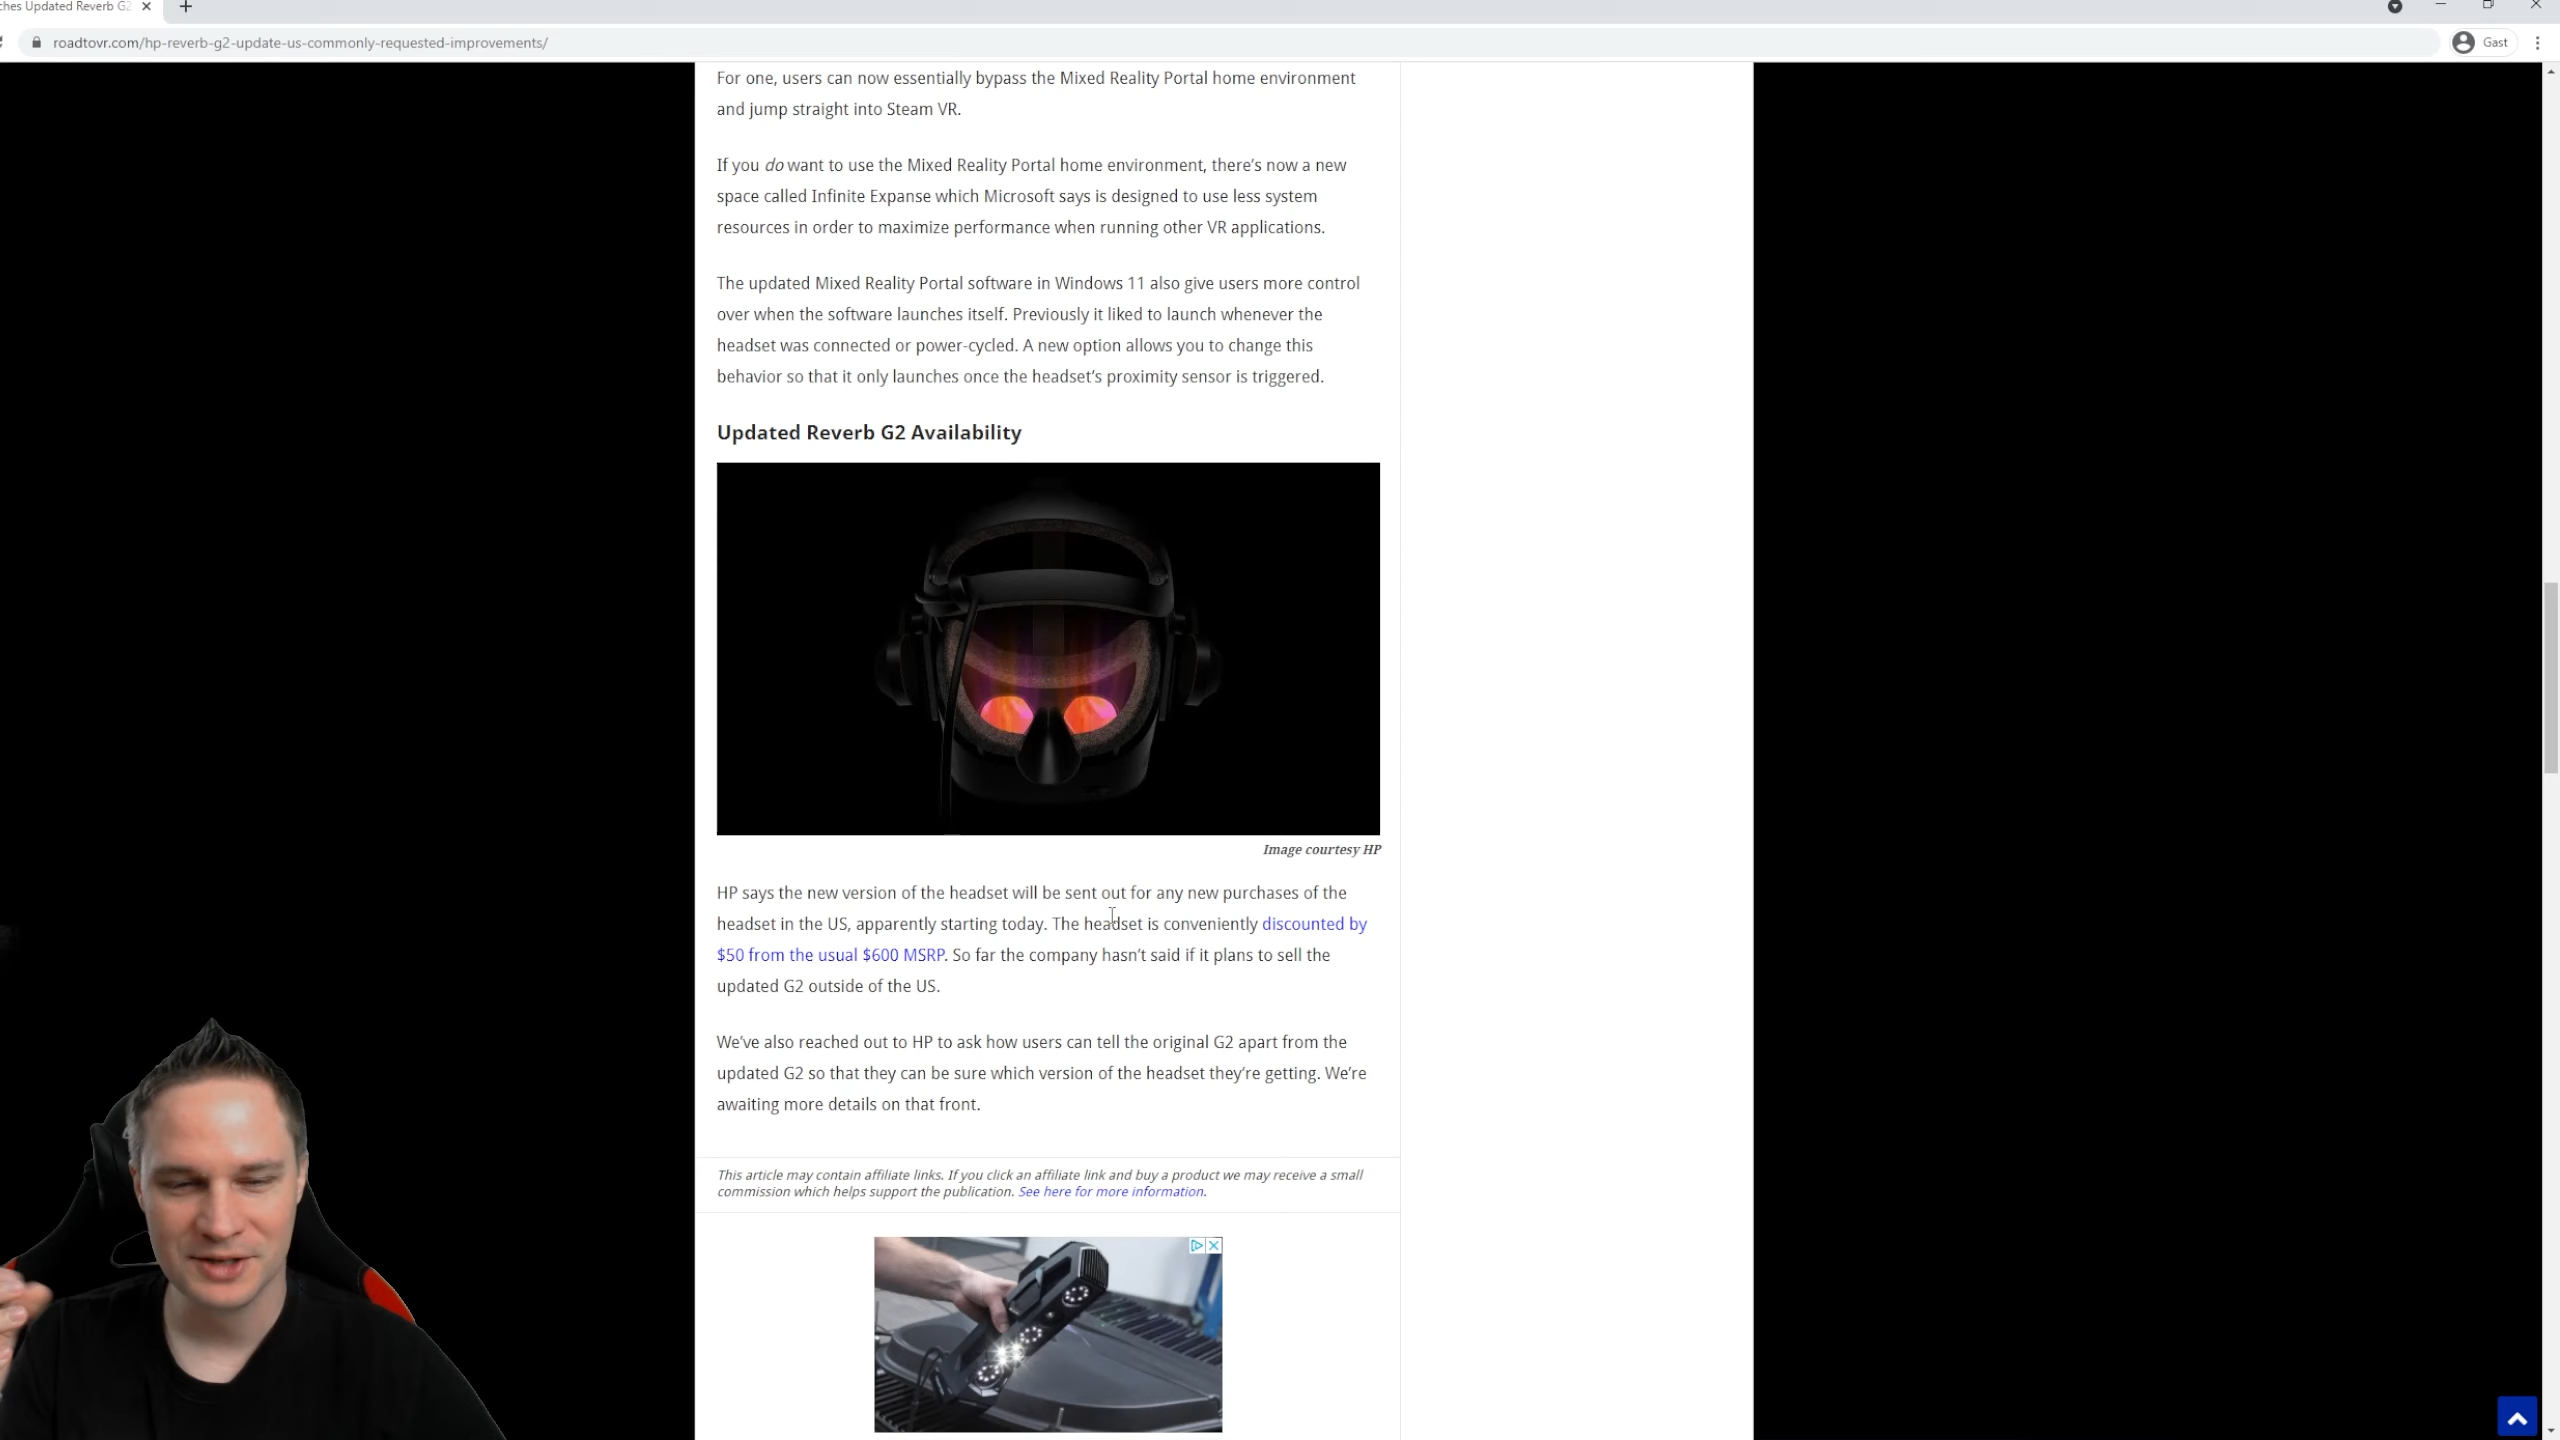 ches Updated Reverb G2
roadtovr.com/hp-reverb-g2-update-us-commonly-requested-improvements/
Gast
For one, users can now essentially bypass the Mixed Reality Portal home environment
and jump straight into Steam VR.
If you do want to use the Mixed Reality Portal home environment, there’s now a new
space called Infinite Expanse which Microsoft says is designed to use less system
resources in order to maximize performance when running other VR applications.
The updated Mixed Reality Portal software in Windows 11 also give users more control
over when the software launches itself. Previously it liked to launch whenever the
headset was connected or power-cycled. A new option allows you to change this
behavior so that it only launches once the headset’s proximity sensor is triggered.
Updated Reverb G2 Availability
Image courtesy HP
HP says the new version of the headset will be sent out for any new purchases of the
headset in the US, apparently starting today. The headset is conveniently discounted by
$50 from the usual $600 MSRP. So far the company hasn’t said if it plans to sell the
updated G2 outside of the US.
We’ve also reached out to HP to ask how users can tell the original G2 apart from the
updated G2 so that they can be sure which version of the headset they’re getting. We’re
awaiting more details on that front.
This article may contain affiliate links. If you click an affiliate link and buy a product we may receive a small
commission which helps support the publication. See here for more information.